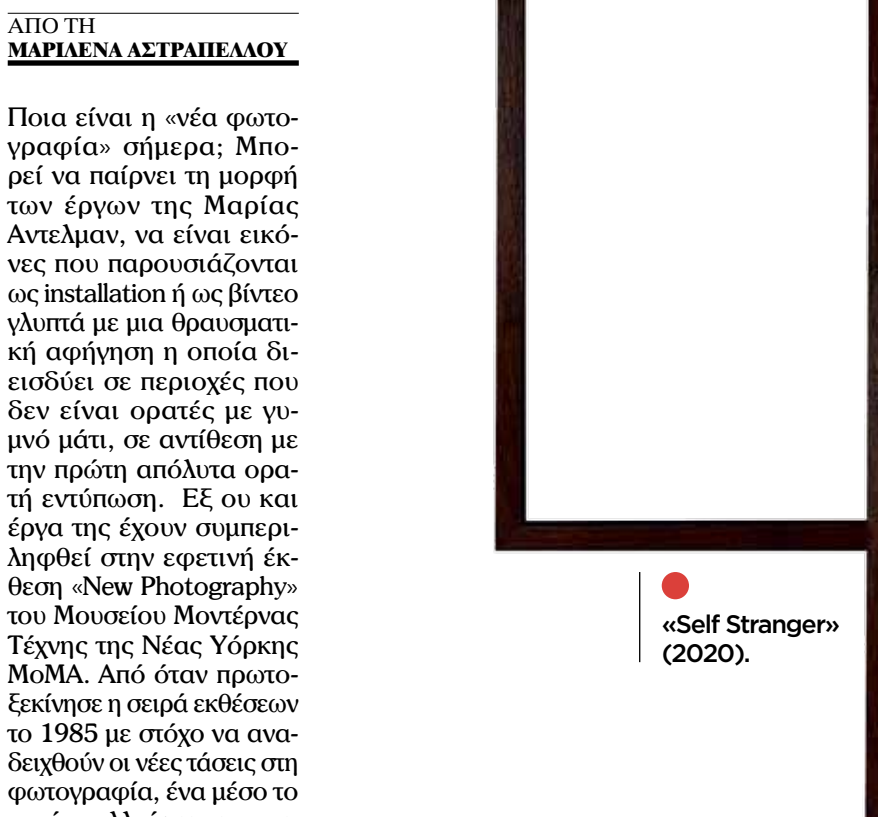 ΑΠΟ ΤΗ
ΜΑΡΙΛΕΝΑ ΑΣΤΡΑΠΕΛΛΟΥ
Ποια είναι η «νέα φωτο-
γραφία» σήμερα; Μπο-
ρεί να παίρνει τη μορφή
των έργων της Μαρίας
Αντελμαν, να είναι εικό-
νες που παρουσιάζονται
ως installation ή ως βίντεο
γλυπτά με μια θραυσματι-
κή αφήγηση η οποία δι-
εισδύει σε περιοχές που
δεν είναι ορατές με γυ-
μνό μάτι, σε αντίθεση με
την πρώτη απόλυτα ορα-
τή εντύπωση. Εξ ου και
έργα της έχουν συμπερι-
ληφθεί στην εφετινή έκ-
θεση «New Photography»
του Μουσείου Μοντέρνας
Τέχνης της Νέας Υόρκης
ΜοΜΑ. Από όταν πρωτο-
ξεκίνησε η σειρά εκθέσεων
το 1985 με στόχο να ανα-
δειχθούν οι νέες τάσεις στη
φωτογραφία, ένα μέσο το
«Self Stranger»
(2020).